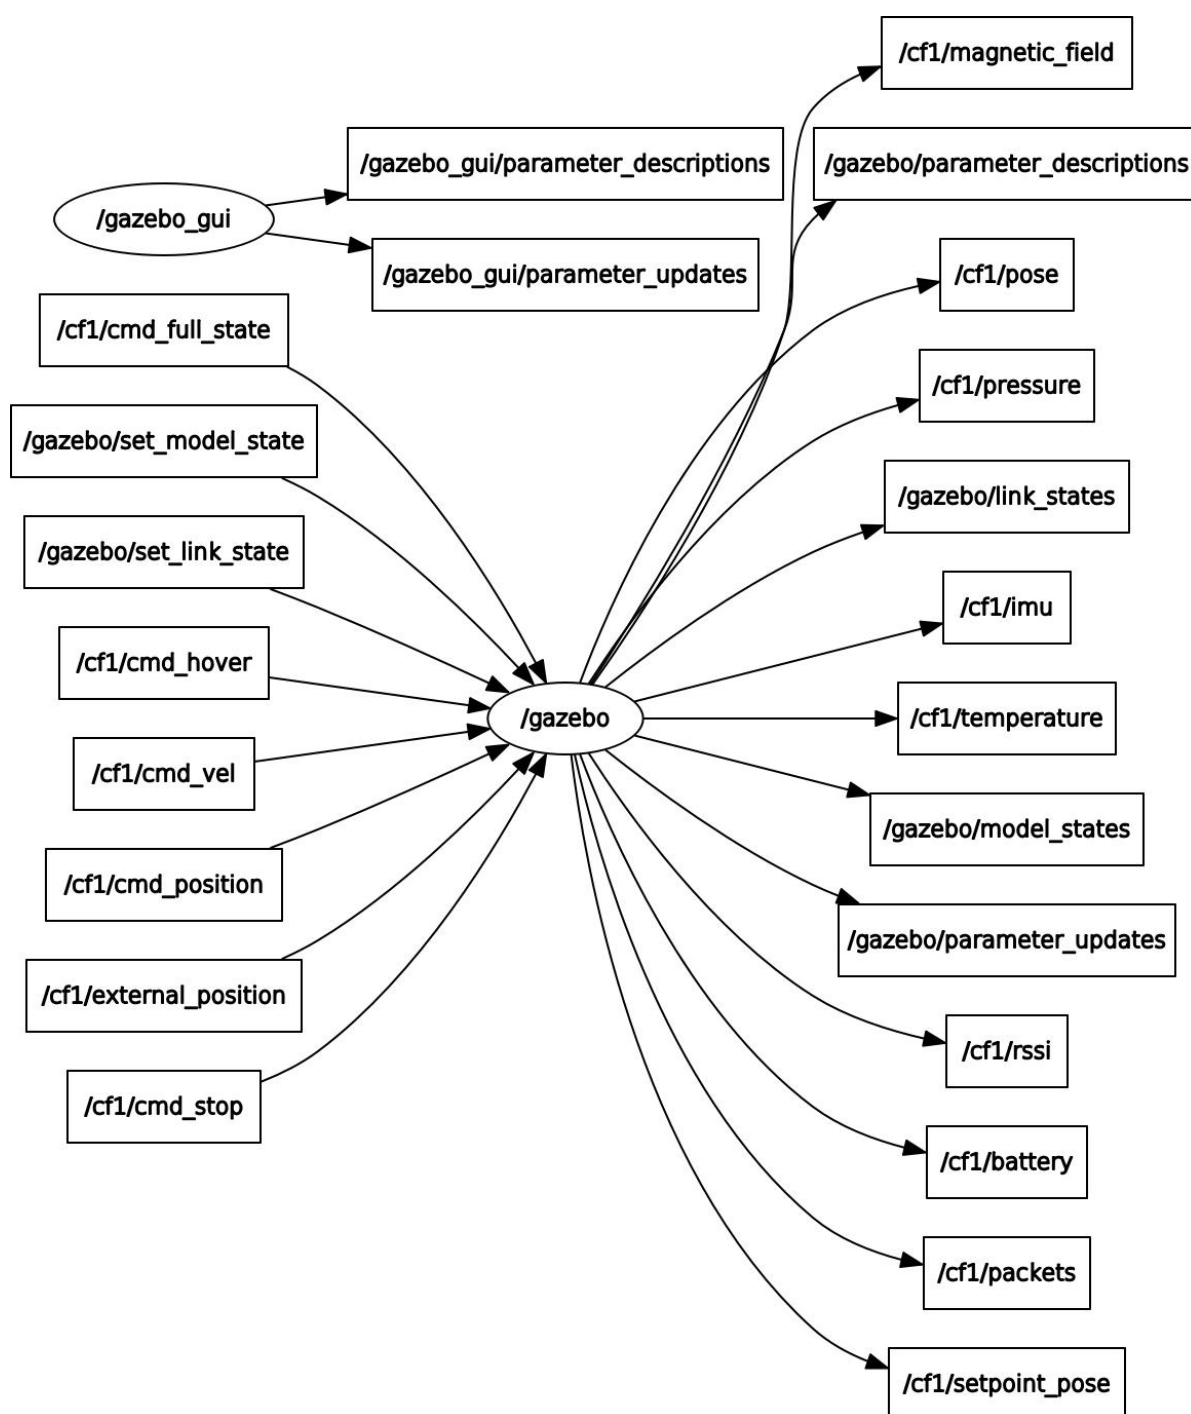 /cf1/magnetic_field
/gazebo_gui/parameter_descriptions
/gazebo/parameter_descriptions
/gazebo_gui
/gazebo_gui/parameter_updates
/cf1/pose
/cf1/cmd_full_state
/cf1/pressure
/gazebo/set_model_state
/gazebo/link_states
/gazebo/set_link_state
/cf1/imu
/cf1/cmd_hover
/gazebo
/cf1/temperature
/cf1/cmd_vel
/gazebo/model_states
/cf1/cmd_position
/gazebo/parameter_updates
/cf1/external_position
/cf1/rssi
/cf1/cmd_stop
/cf1/battery
/cf1/packets
/cf1/setpoint_pose